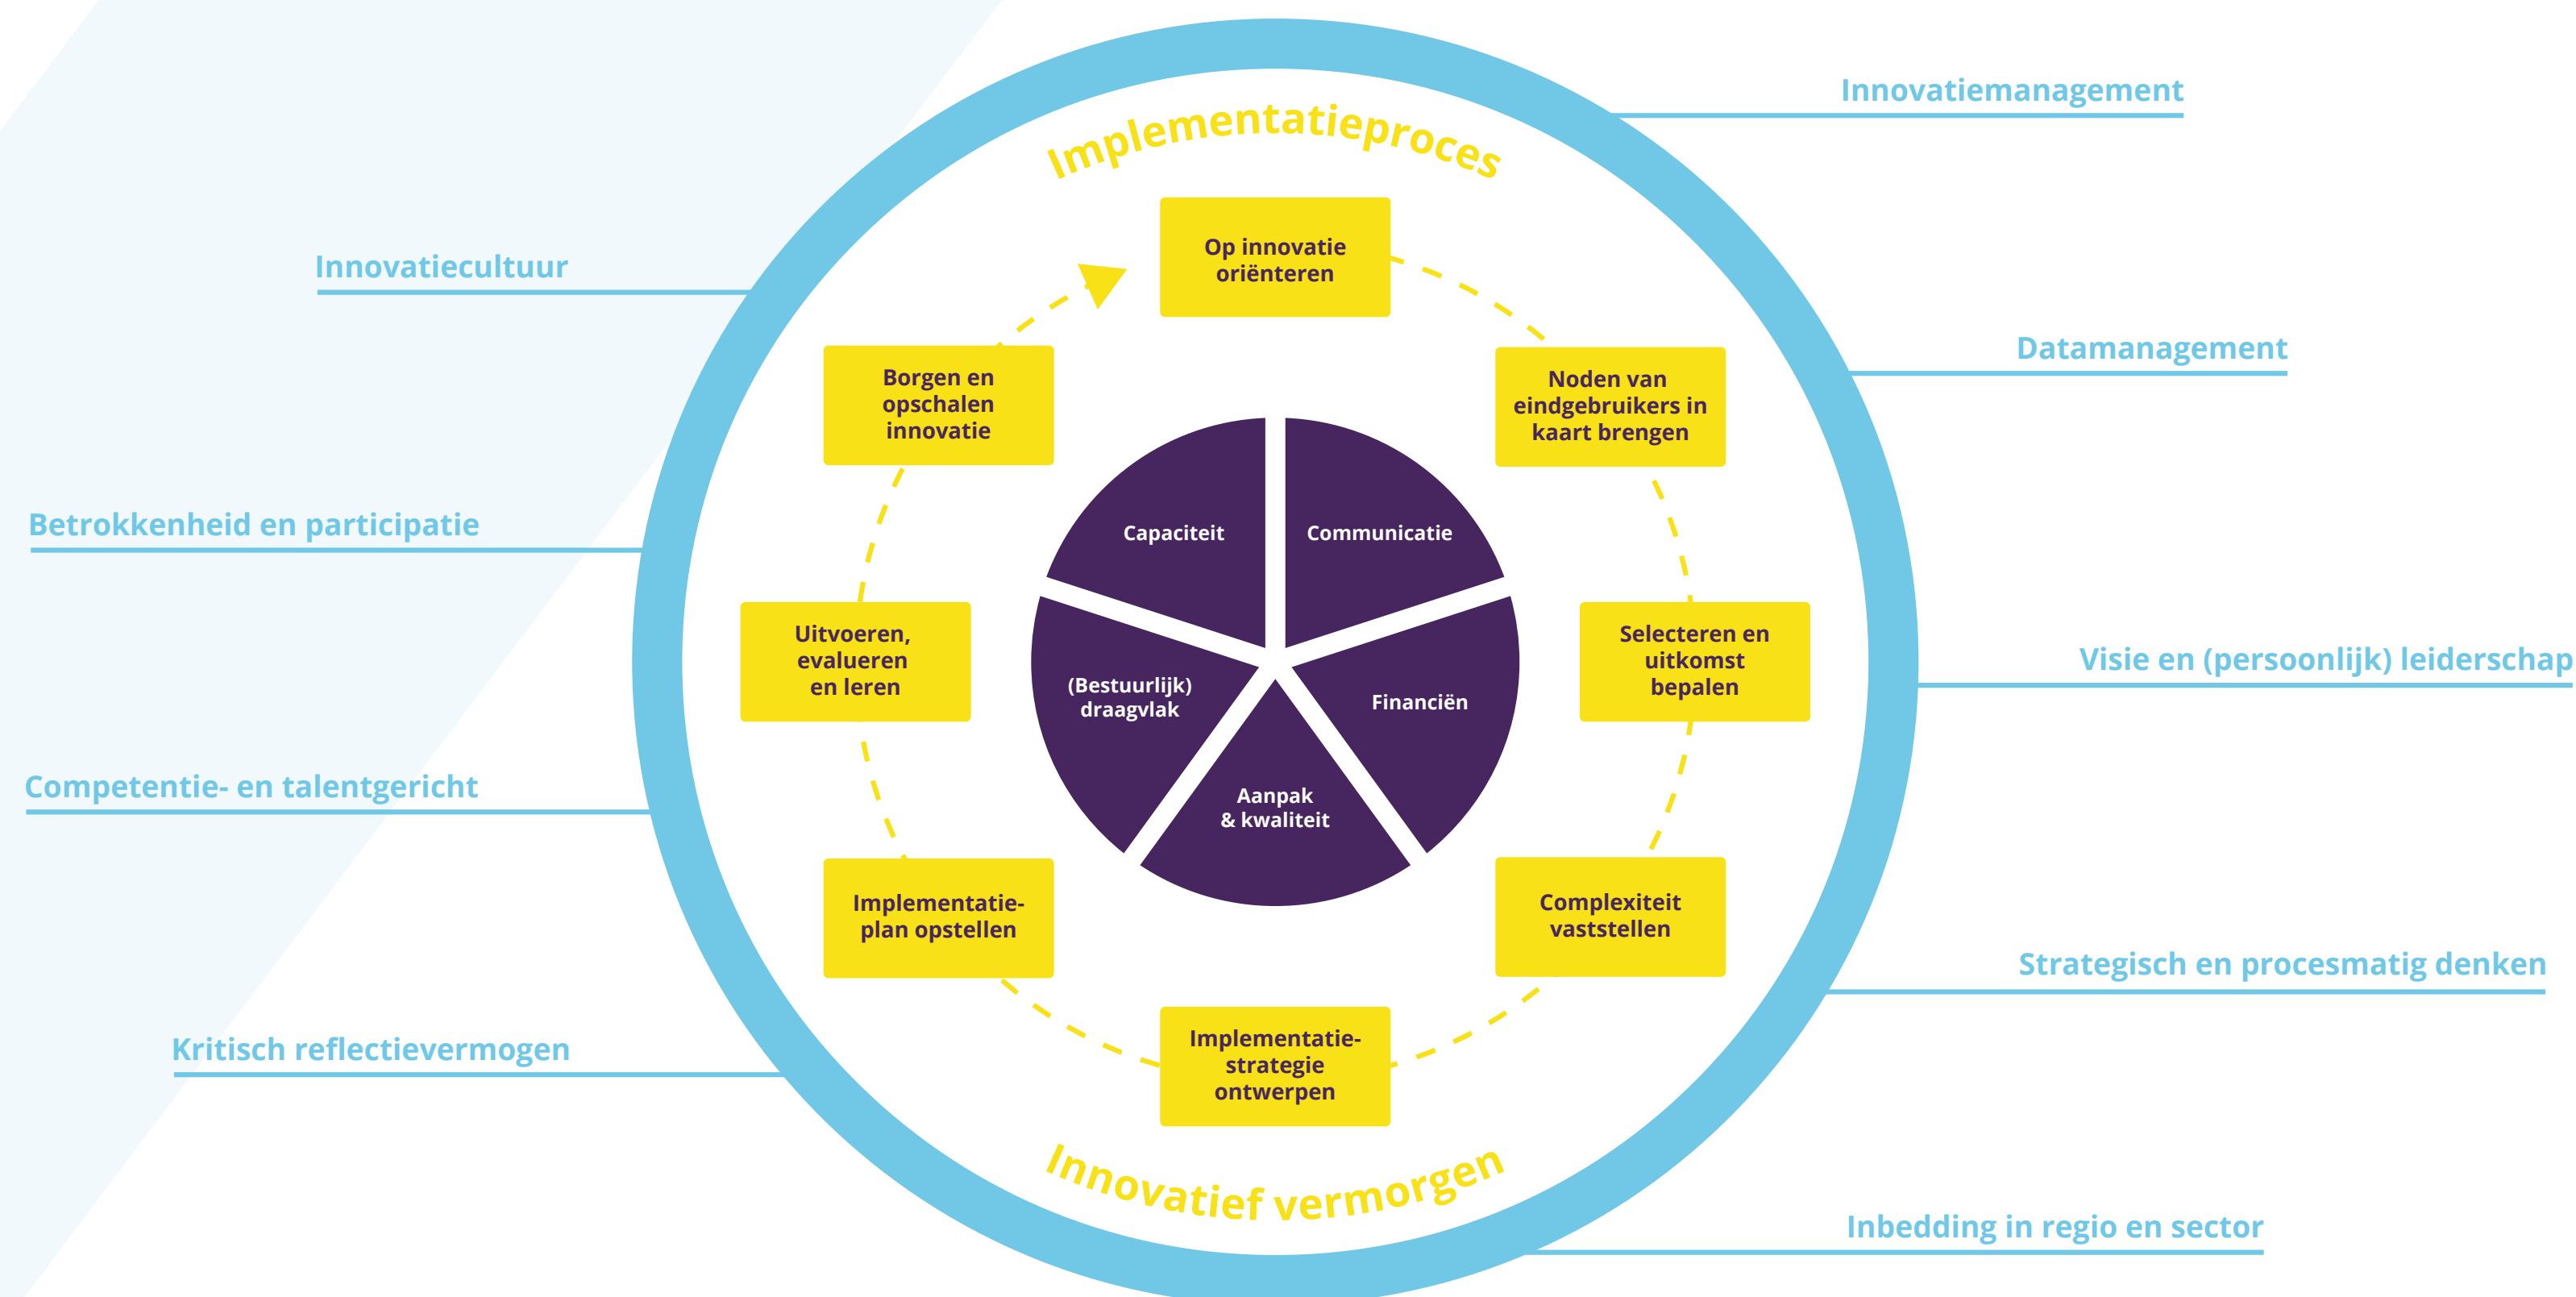 Implementatieproces
Innovatiemanagement
Innovatiecultuur
Datamanagement
Betrokkenheid en participatie
Visie en (persoonlijk) leiderschap
Competentie- en talentgericht
Strategisch en procesmatig denken
Kritisch reflectievermogen
Inbedding in regio en sector
Op innovatie
oriënteren
Noden van
eindgebruikers in
kaart brengen
Selecteren en
uitkomst
bepalen
Complexiteit
vaststellen
Implementatie-
strategie
ontwerpen
Implementatie-
plan opstellen
Uitvoeren,
evalueren
en leren
Borgen en
opschalen
innovatie
Capaciteit
Communicatie
Financiën
Aanpak
& kwaliteit
(Bestuurlijk)
draagvlak
Innovatief vermorgen